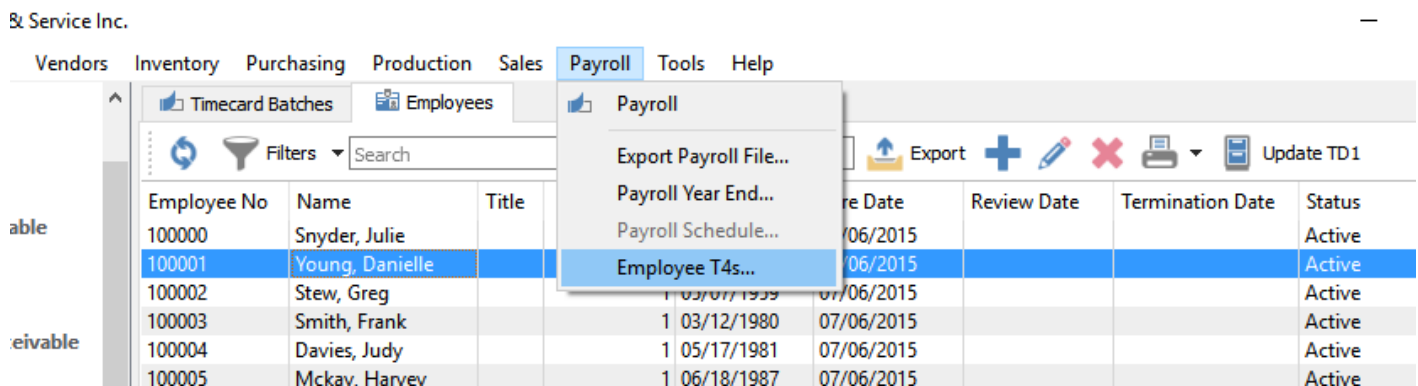 & Service Inc.
Vendors Inventory Purchasing Production Sales Payroll Tools Help
Timecard Batches Employees
Payroll
Filters Search Export Update TD1
Export Payroll File...
Payroll Year End...
Payroll Schedule...
Employee T4s...
Employee No Name Title re Date Review Date Termination Date Status
able
100000 Snyder, Julie /06/2015 Active
100001 Young, Danielle /06/2015 Active
100002 Stew, Greg 1 05/07/1959 07/06/2015 Active
100003 Smith, Frank 1 03/12/1980 07/06/2015 Active
eivable
100004 Davies, Judy 1 05/17/1981 07/06/2015 Active
100005 Mckay, Harvey 1 06/18/1987 07/06/2015 Active